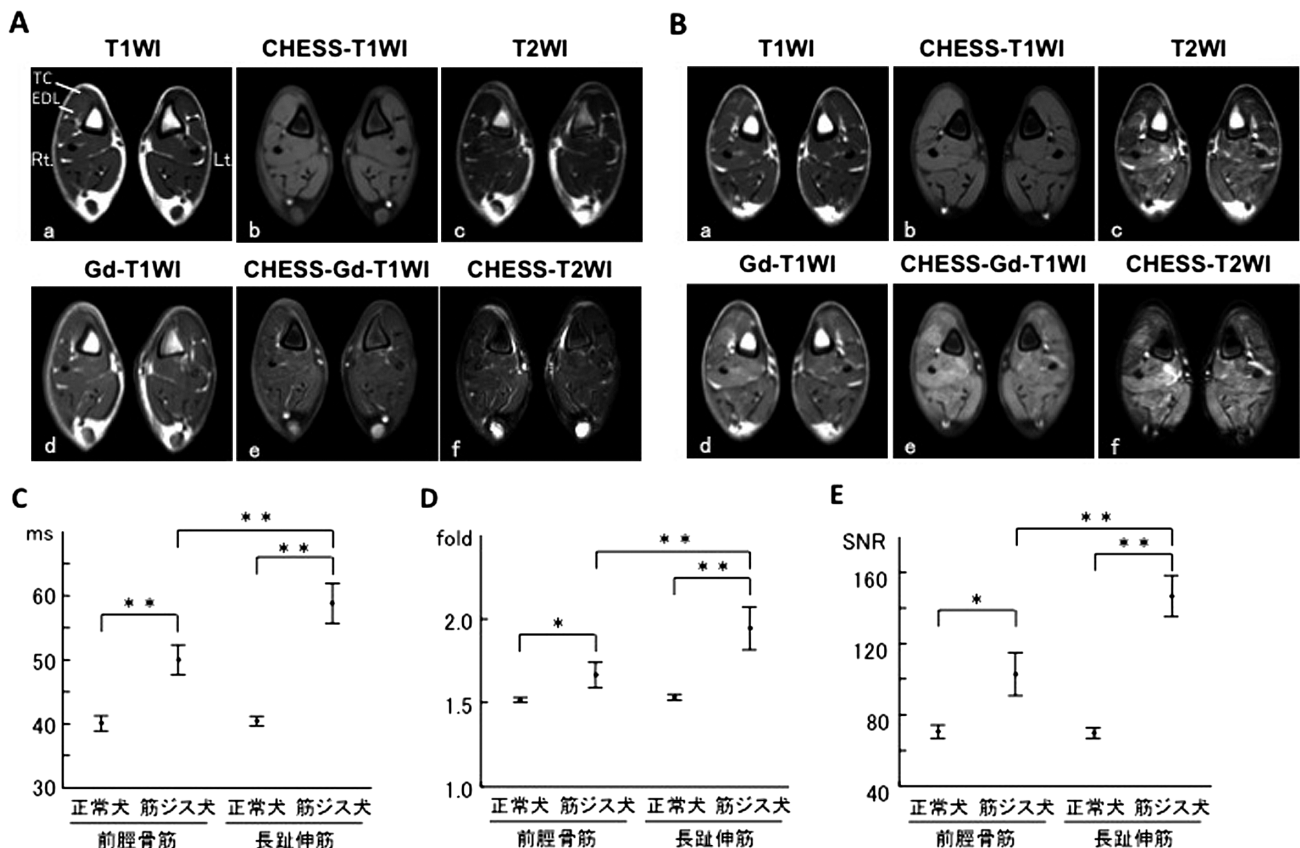 A
T1WI CHESS-T1WI T2WI
TC
EDL
Rt. Lt.
a b c
Gd-T1WI CHESS-Gd-T1WI CHESS-T2WI
d e f
B
T1WI CHESS-T1WI T2WI
a b c
Gd-T1WI CHESS-Gd-T1WI CHESS-T2WI
d e f
C
ms
* *
* *
* *
60
50
40
30
正常犬 筋ジス犬 正常犬 筋ジス犬
前脛骨筋 長趾伸筋
D
fold
* *
* *
*
2.0
1.5
1.0
正常犬 筋ジス犬 正常犬 筋ジス犬
前脛骨筋 長趾伸筋
E
SNR
* *
* *
*
160
120
80
40
正常犬 筋ジス犬 正常犬 筋ジス犬
前脛骨筋 長趾伸筋